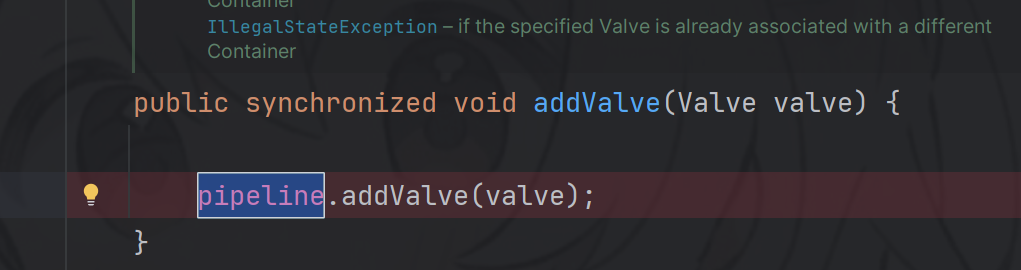 Container
IllegalStateException – if the specified Valve is already associated with a different
Container
public synchronized void addValve(Valve valve) {
pipeline.addValve(valve);
}